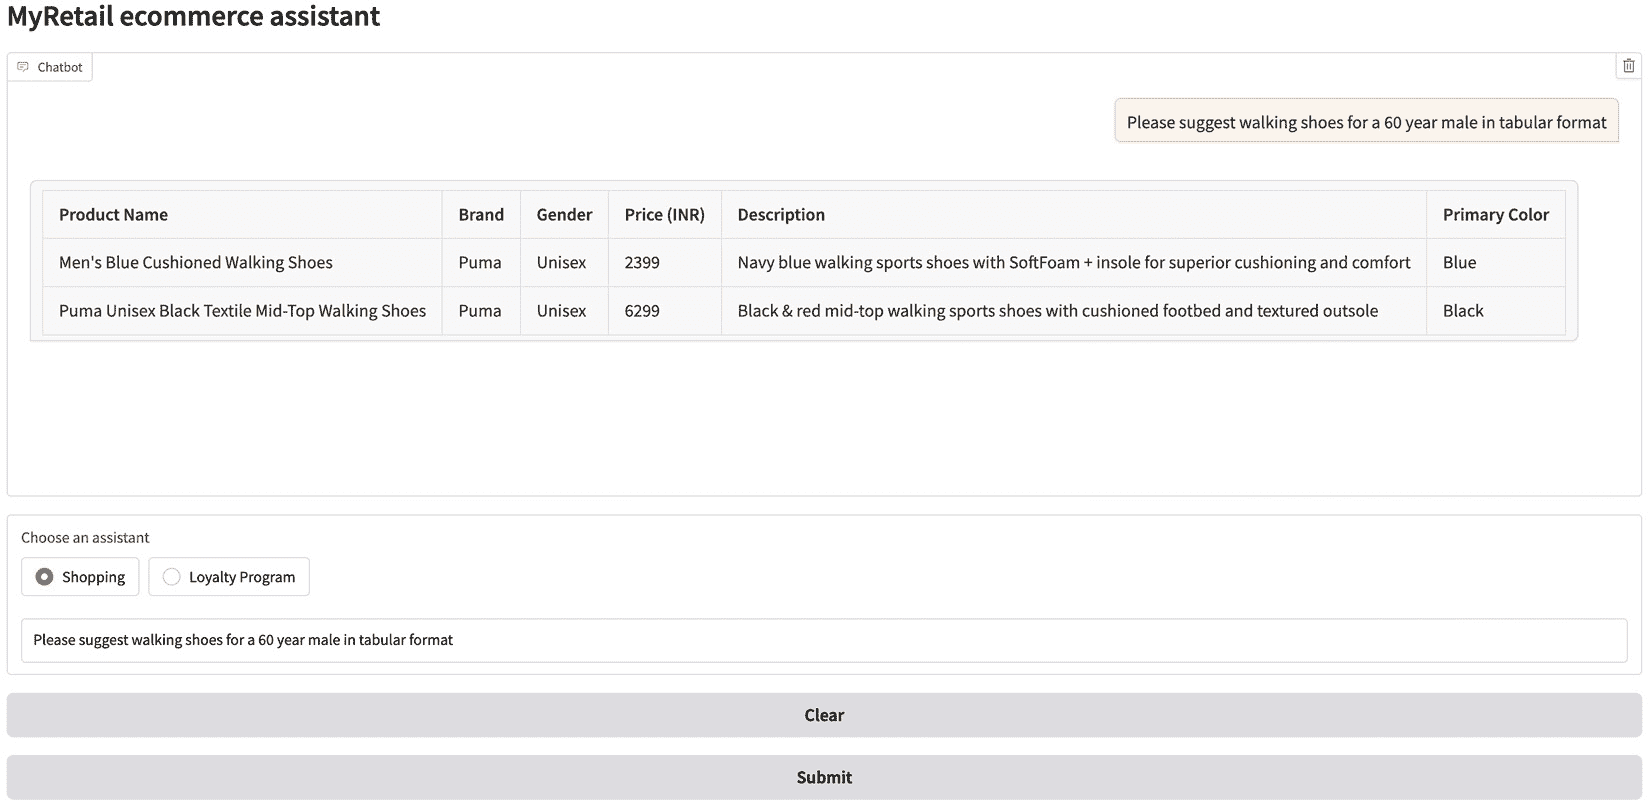 MyRetail ecommerce assistant
Chatbot
Please suggest walking shoes for a 60 year male in tabular format
Product Name Brand Gender Price (INR) Description Primary Color
Men's Blue Cushioned Walking Shoes Puma Unisex 2399 Navy blue walking sports shoes with SoftFoam + insole for superior cushioning and comfort Blue
Puma Unisex Black Textile Mid-Top Walking Shoes Puma Unisex 6299 Black & red mid-top walking sports shoes with cushioned footbed and textured outsole Black
Choose an assistant
Shopping Loyalty Program
Please suggest walking shoes for a 60 year male in tabular format
Clear
Submit